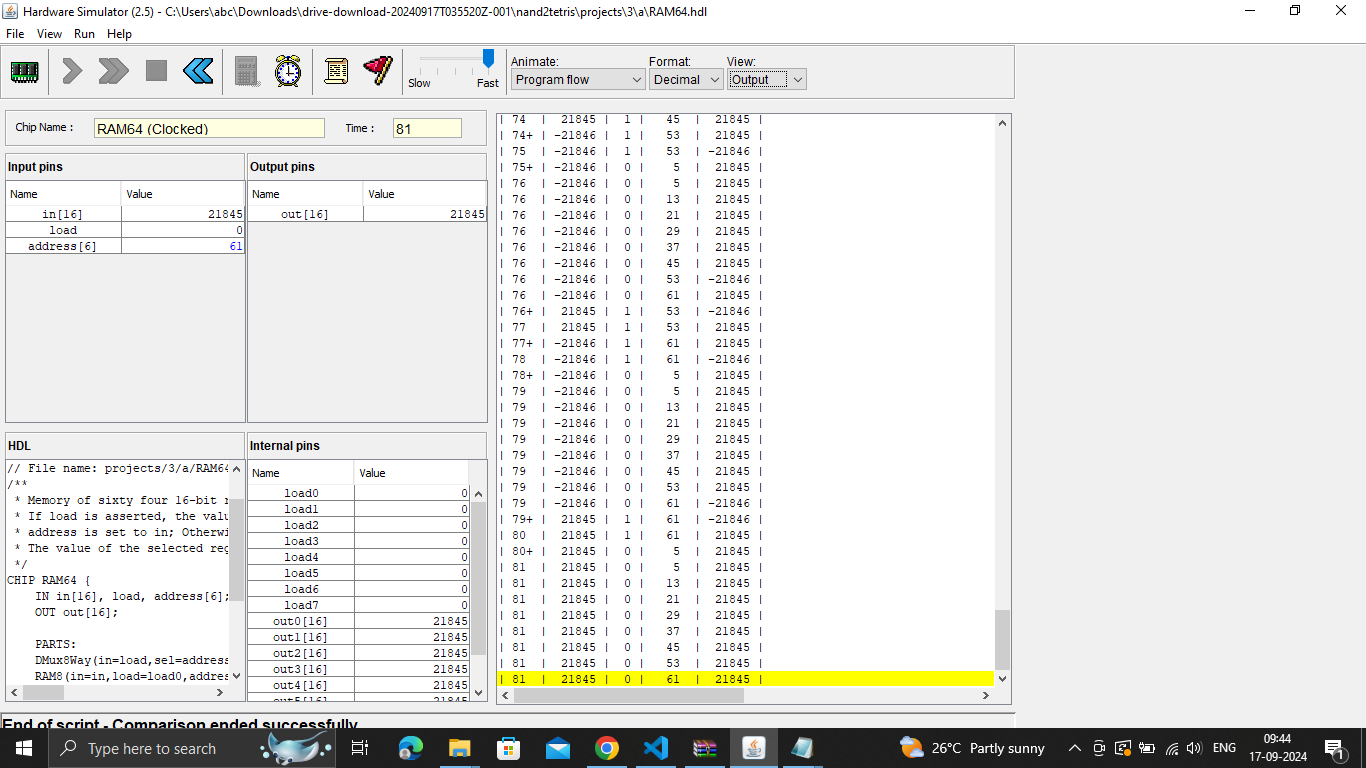 Hardware Simulator (2.5) - C:\Users\abc\Downloads\drive-download-20240917T035520Z-001\nand2tetris\projects\3\a\RAM64.hdl
File View Run Help
Slow Fast
Animate: Format: View:
Program flow Decimal Output
Chip Name : RAM64 (Clocked) Time : 81
Input pins
Name Value
in[16] 21845
load 0
address[6] 61
Output pins
Name Value
out[16] 21845
HDL
// File name: projects/3/a/RAM64
/**
* Memory of sixty four 16-bit r
* If load is asserted, the valu
* address is set to in; Otherwi
* The value of the selected reg
*/
CHIP RAM64 {
IN in[16], load, address[6];
OUT out[16];
PARTS:
DMux8Way(in=load,sel=address
RAM8(in=in,load=load0,addres
Internal pins
Name Value
load0 0
load1 0
load2 0
load3 0
load4 0
load5 0
load6 0
load7 0
out0[16] 21845
out1[16] 21845
out2[16] 21845
out3[16] 21845
out4[16] 21845
out5[16] 21845
| 74 | 21845 | 1 | 45 | 21845 |
| 74+ | -21846 | 1 | 53 | 21845 |
| 75 | -21846 | 1 | 53 | -21846 |
| 75+ | -21846 | 0 | 5 | 21845 |
| 76 | -21846 | 0 | 5 | 21845 |
| 76 | -21846 | 0 | 13 | 21845 |
| 76 | -21846 | 0 | 21 | 21845 |
| 76 | -21846 | 0 | 29 | 21845 |
| 76 | -21846 | 0 | 37 | 21845 |
| 76 | -21846 | 0 | 45 | 21845 |
| 76 | -21846 | 0 | 53 | -21846 |
| 76 | -21846 | 0 | 61 | 21845 |
| 76+ | 21845 | 1 | 53 | -21846 |
| 77 | 21845 | 1 | 53 | 21845 |
| 77+ | -21846 | 1 | 61 | 21845 |
| 78 | -21846 | 1 | 61 | -21846 |
| 78+ | -21846 | 0 | 5 | 21845 |
| 79 | -21846 | 0 | 5 | 21845 |
| 79 | -21846 | 0 | 13 | 21845 |
| 79 | -21846 | 0 | 21 | 21845 |
| 79 | -21846 | 0 | 29 | 21845 |
| 79 | -21846 | 0 | 37 | 21845 |
| 79 | -21846 | 0 | 45 | 21845 |
| 79 | -21846 | 0 | 53 | 21845 |
| 79 | -21846 | 0 | 61 | -21846 |
| 79+ | 21845 | 1 | 61 | -21846 |
| 80 | 21845 | 1 | 61 | 21845 |
| 80+ | 21845 | 0 | 5 | 21845 |
| 81 | 21845 | 0 | 5 | 21845 |
| 81 | 21845 | 0 | 13 | 21845 |
| 81 | 21845 | 0 | 21 | 21845 |
| 81 | 21845 | 0 | 29 | 21845 |
| 81 | 21845 | 0 | 37 | 21845 |
| 81 | 21845 | 0 | 45 | 21845 |
| 81 | 21845 | 0 | 53 | 21845 |
| 81 | 21845 | 0 | 61 | 21845 |
End of script - Comparison ended successfully
Type here to search
26°C Partly sunny
ENG
09:44
17-09-2024
1